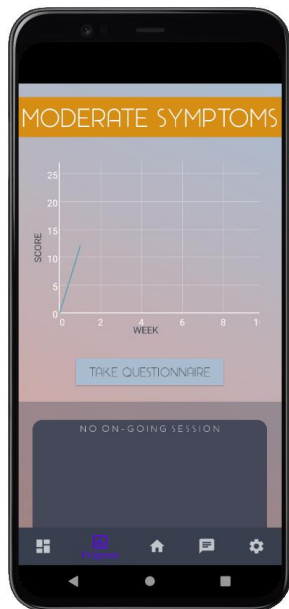 MODERATE SYMPTOMS
25
20
15
10
5
0
SCORE
0 2 4 6 8 1
WEEK
TAKE QUESTIONNAIRE
NO ON-GOING SESSION